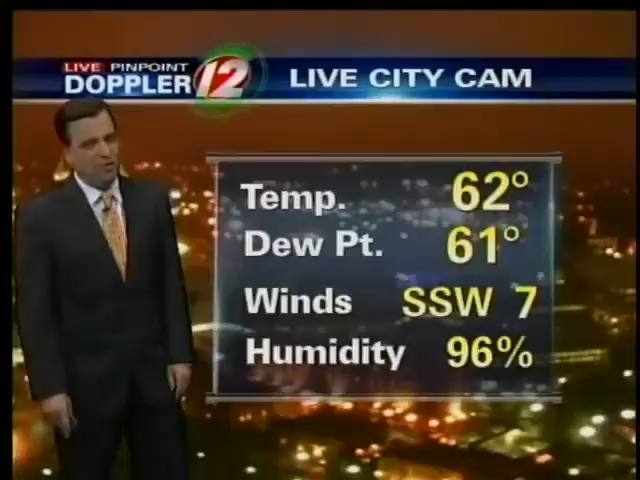 LIVE PINPOINT
DOPPLER 12
LIVE CITY CAM
Temp. 62°
Dew Pt. 61°
Winds SSW 7
Humidity 96%